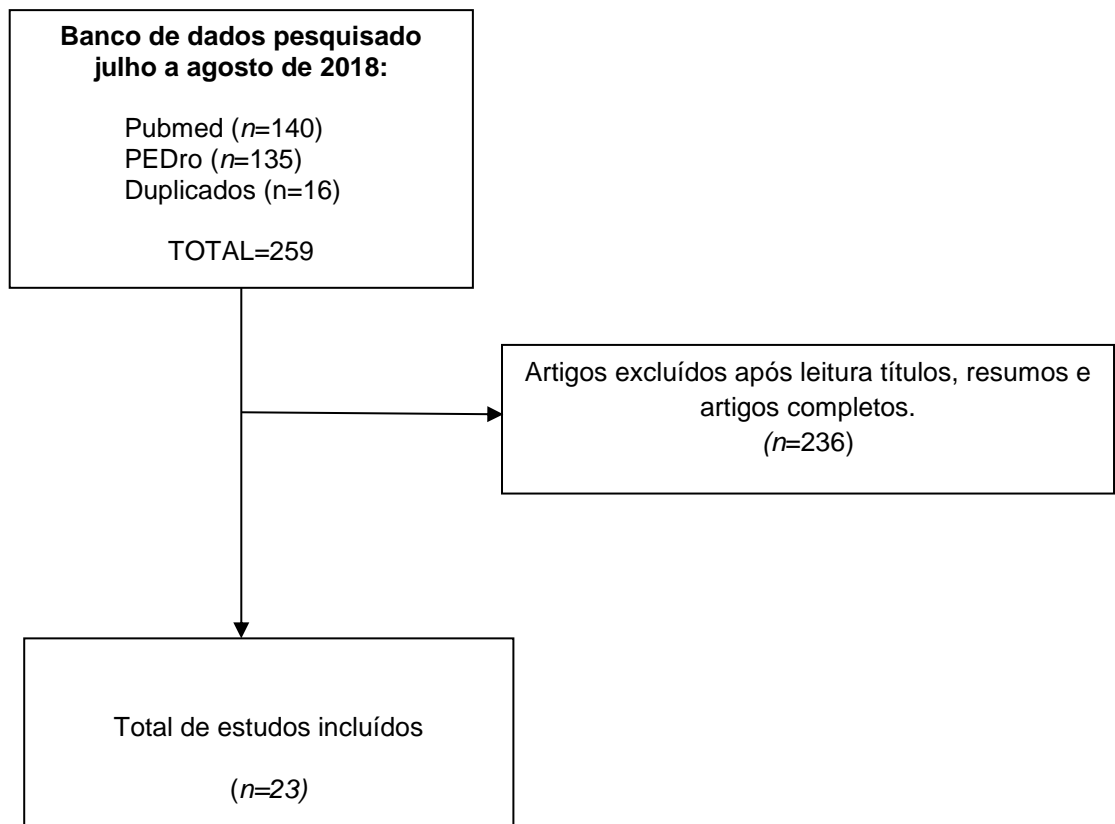 Banco de dados pesquisado
julho a agosto de 2018:
Pubmed (n=140)
PEDro (n=135)
Duplicados (n=16)
TOTAL=259
Artigos excluídos após leitura títulos, resumos e
artigos completos.
(n=236)
Total de estudos incluídos
(n=23)